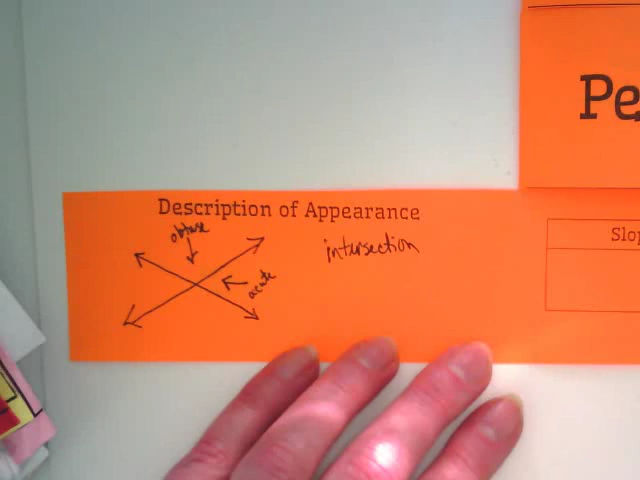 Pe
Description of Appearance
obtuse
intersection
acute
Slop